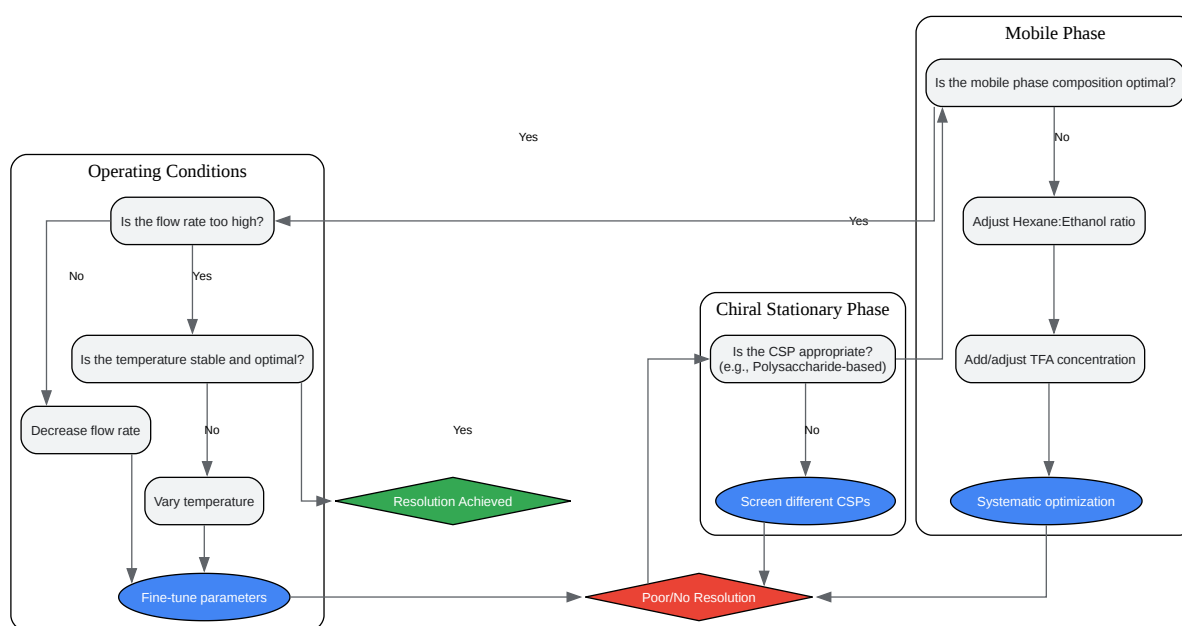 Mobile Phase
Is the mobile phase composition optimal?
Yes
No
Operating Conditions
Is the flow rate too high?
Yes
Adjust Hexane:Ethanol ratio
No
Yes
Chiral Stationary Phase
Is the temperature stable and optimal?
Is the CSP appropriate?
(e.g., Polysaccharide-based)
Add/adjust TFA concentration
Decrease flow rate
No
Yes
No
Vary temperature
Resolution Achieved
Screen different CSPs
Systematic optimization
Fine-tune parameters
Poor/No Resolution